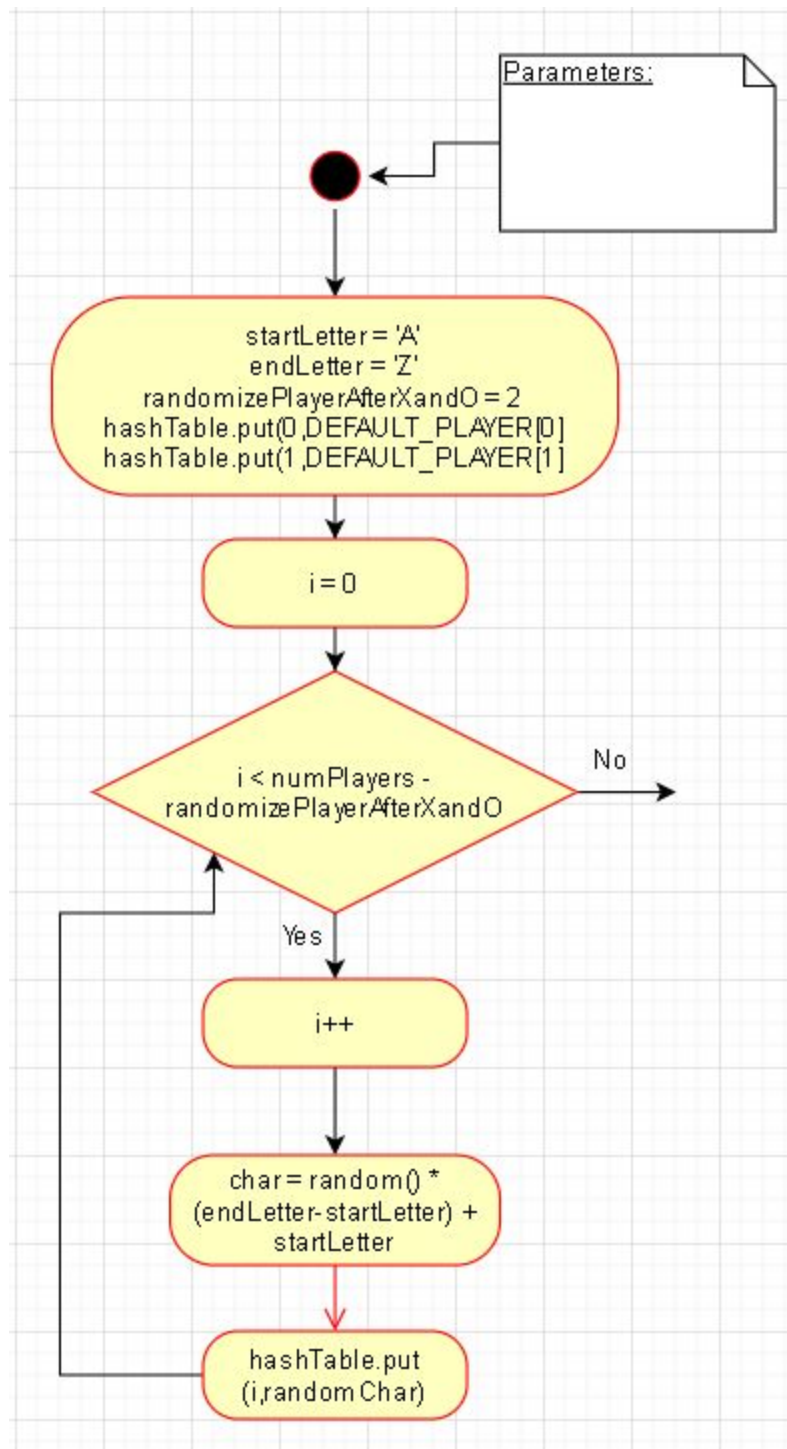 Parameters:
startLetter = 'A'
endLetter = 'Z'
randomizePlayerAfterXandO = 2
hashTable.put(0,DEFAULT_PLAYER[0]
hashTable.put(1,DEFAULT_PLAYER[1]
i = 0
i < numPlayers -
randomizePlayerAfterXandO
No
Yes
i++
char = random() *
(endLetter-startLetter) +
startLetter
hashTable.put
(i,randomChar)